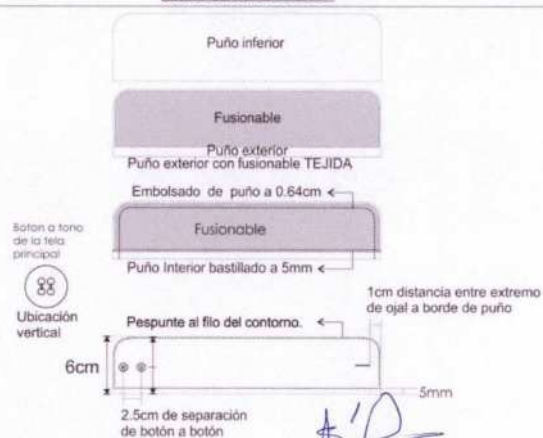 Puño inferior
Fusionable
Puño exterior
Puño exterior con fusionable TEJIDA
Embolsado de puño a 0.64cm
Fusionable
Boton a tono
de la tela
principal
Puño Interior bastillado a 5mm
Ubicación
vertical
1cm distancia entre extremo
de ojal a borde de puño
Pespunte al filo del contorno.
6cm
5mm
2.5cm de separación
de botón a botón